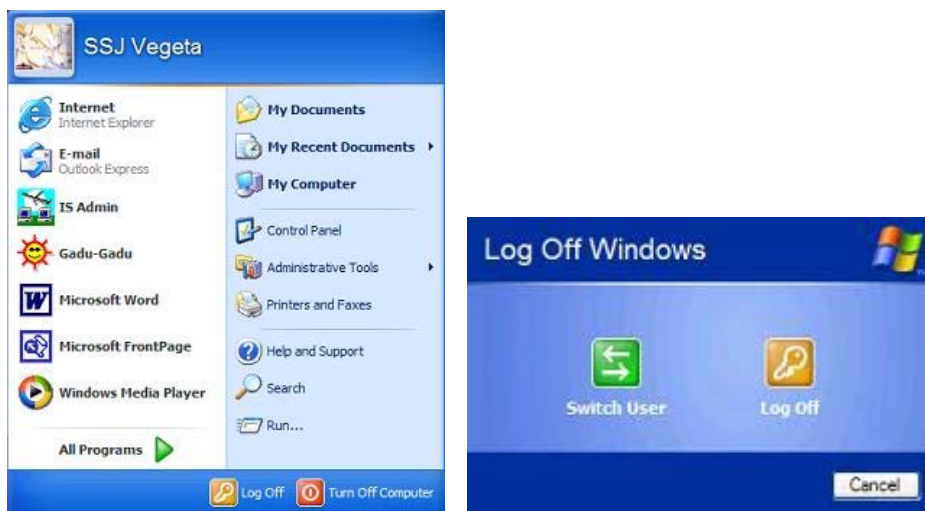 SSJ Vegeta
Internet
Internet Explorer
E-mail
Outlook Express
IS Admin
Gadu-Gadu
Microsoft Word
Microsoft FrontPage
Windows Media Player
All Programs
My Documents
My Recent Documents
My Computer
Control Panel
Administrative Tools
Printers and Faxes
Help and Support
Search
Run...
Log Off
Turn Off Computer
Log Off Windows
Switch User
Log Off
Cancel